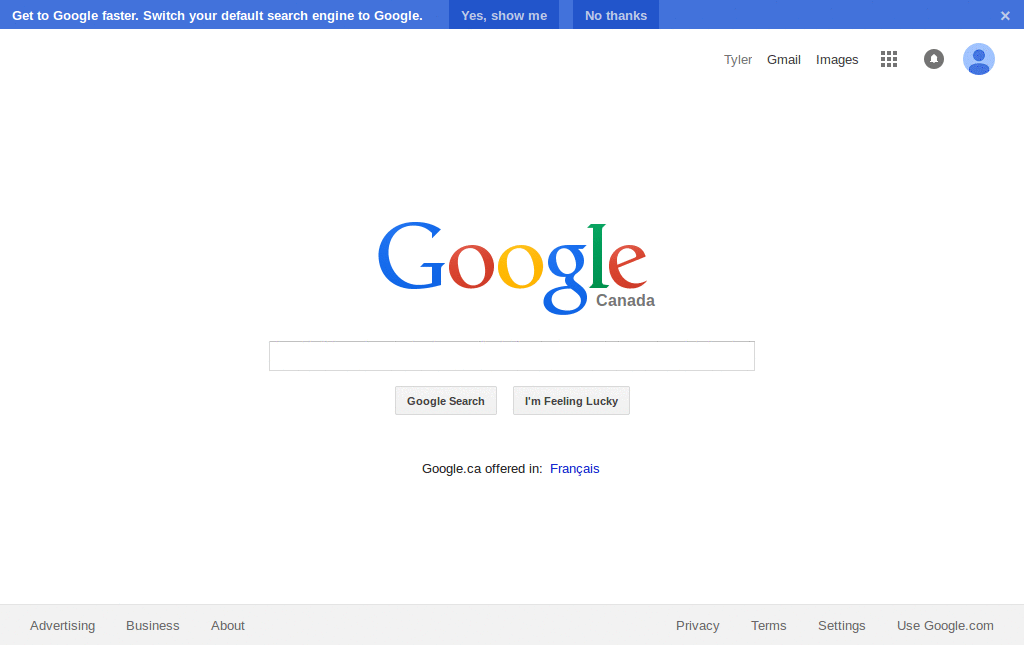 Get to Google faster. Switch your default search engine to Google. Yes, show me No thanks ×
Tyler Gmail Images
Google
Canada
Google Search I'm Feeling Lucky
Google.ca offered in: Français
Advertising Business About Privacy Terms Settings Use Google.com